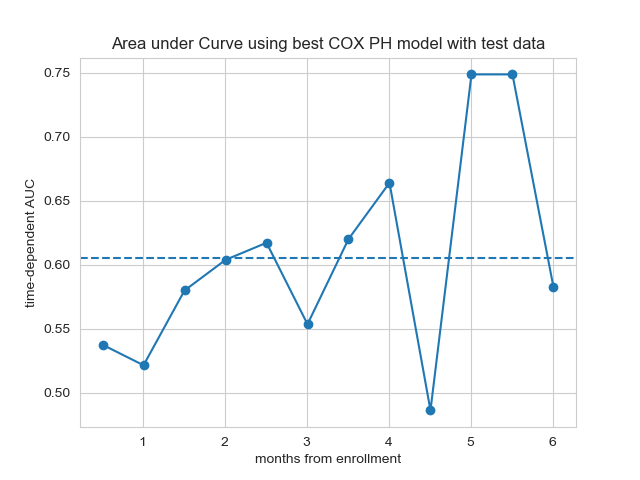 Area under Curve using best COX PH model with test data
time-dependent AUC
0.75
0.70
0.65
0.60
0.55
0.50
1 2 3 4 5 6
months from enrollment